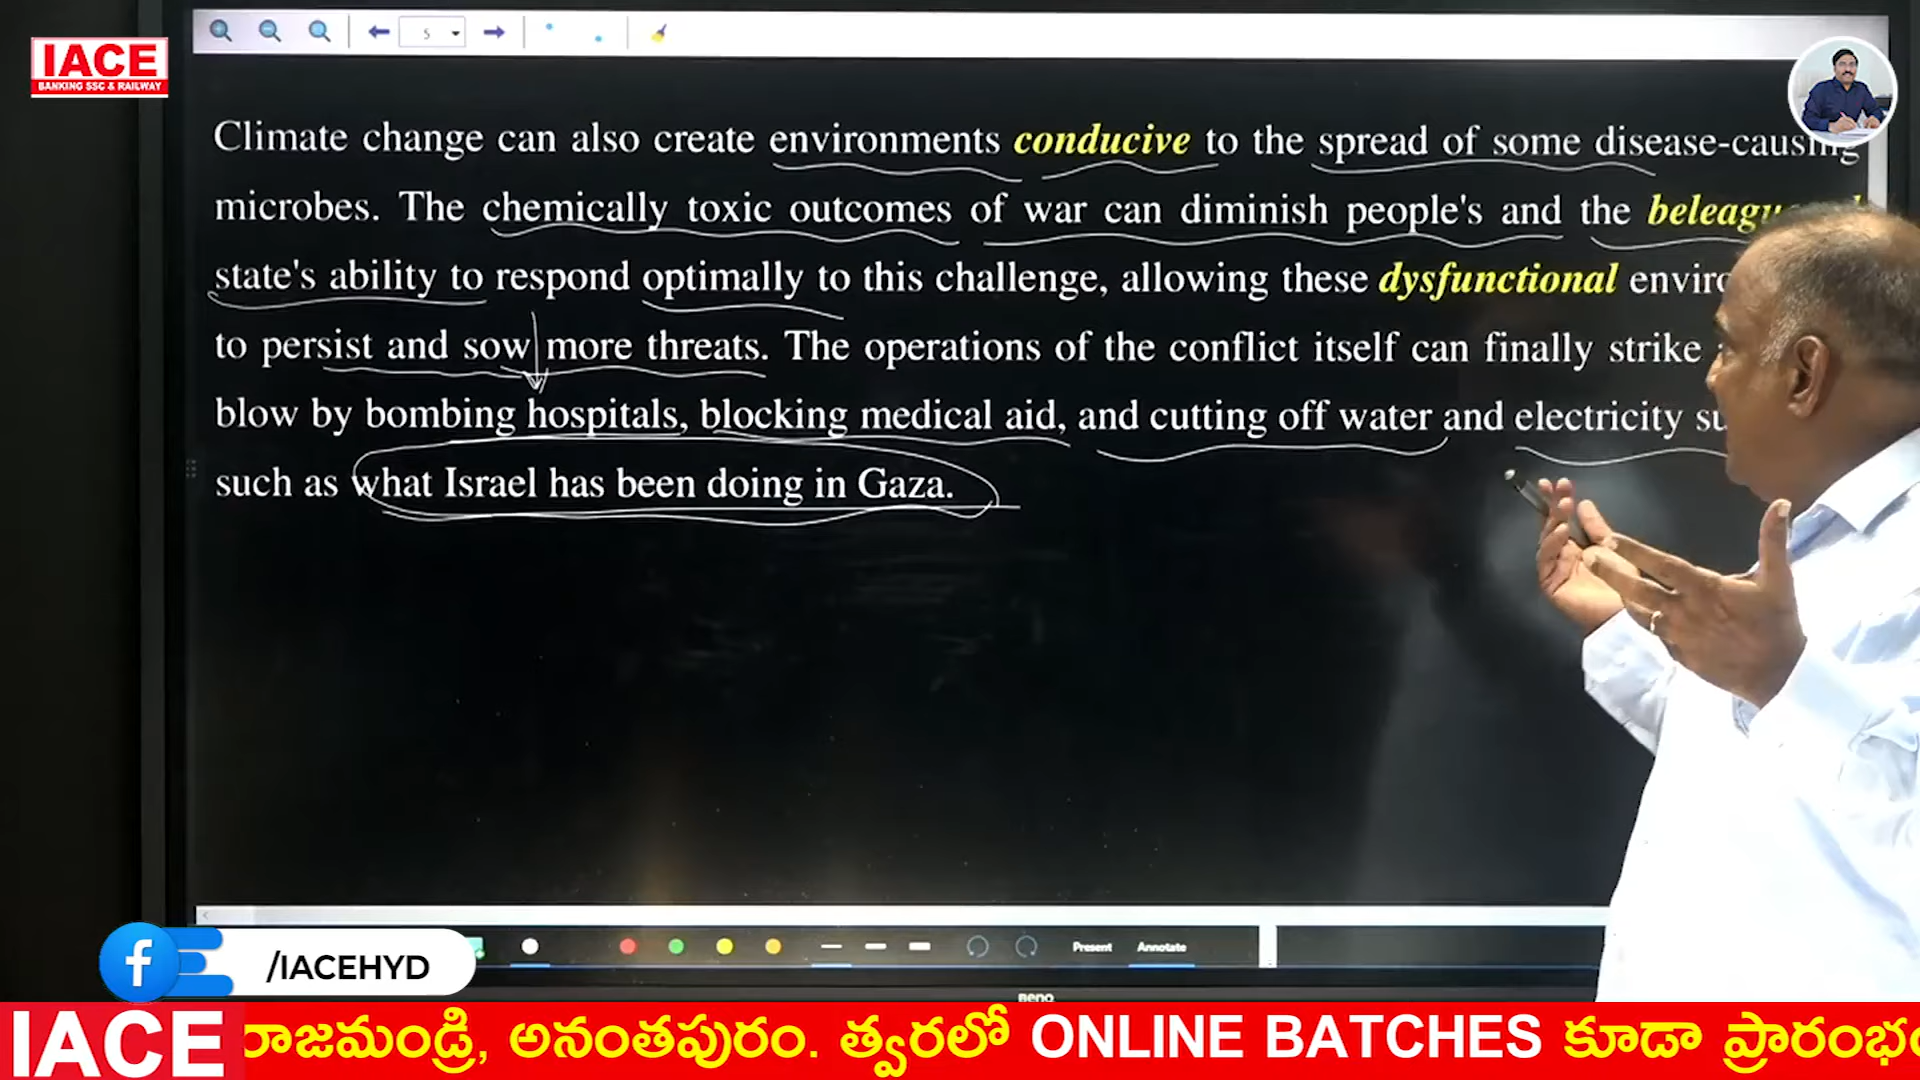 IACE
BANKING SSC & RAILWAY
5
Climate change can also create environments conducive to the spread of some disease-causing
microbes. The chemically toxic outcomes of war can diminish people's and the
state's ability to respond optimally to this challenge, allowing these dysfunctional
to persist and sow more threats. The operations of the conflict itself can finally strike
blow by bombing hospitals, blocking medical aid, and cutting off water and electricity
such as what Israel has been doing in Gaza.
Present Annotate
f /IACEHYD
BenQ
IACE రాజమండ్రి, అనంతపురం. త్వరలో ONLINE BATCHES కూడా